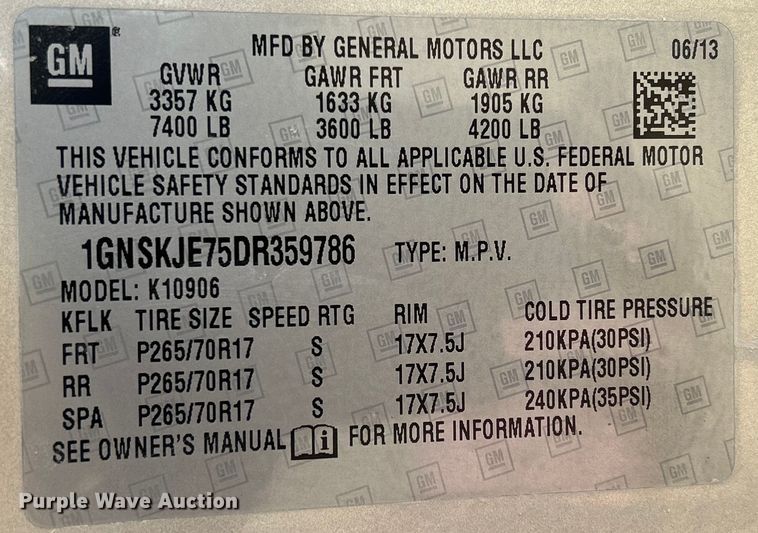 GM
MFD BY GENERAL MOTORS LLC 06/13
GVWR GAWR FRT GAWR RR
3357 KG 1633 KG 1905 KG
7400 LB 3600 LB 4200 LB
THIS VEHICLE CONFORMS TO ALL APPLICABLE U.S. FEDERAL MOTOR
VEHICLE SAFETY STANDARDS IN EFFECT ON THE DATE OF
MANUFACTURE SHOWN ABOVE.
1GNSKJE75DR359786 TYPE: M.P.V.
MODEL: K10906
KFLK TIRE SIZE SPEED RTG RIM COLD TIRE PRESSURE
FRT P265/70R17 S 17X7.5J 210KPA(30PSI)
RR P265/70R17 S 17X7.5J 210KPA(30PSI)
SPA P265/70R17 S 17X7.5J 240KPA(35PSI)
SEE OWNER'S MANUAL FOR MORE INFORMATION.
Purple Wave Auction